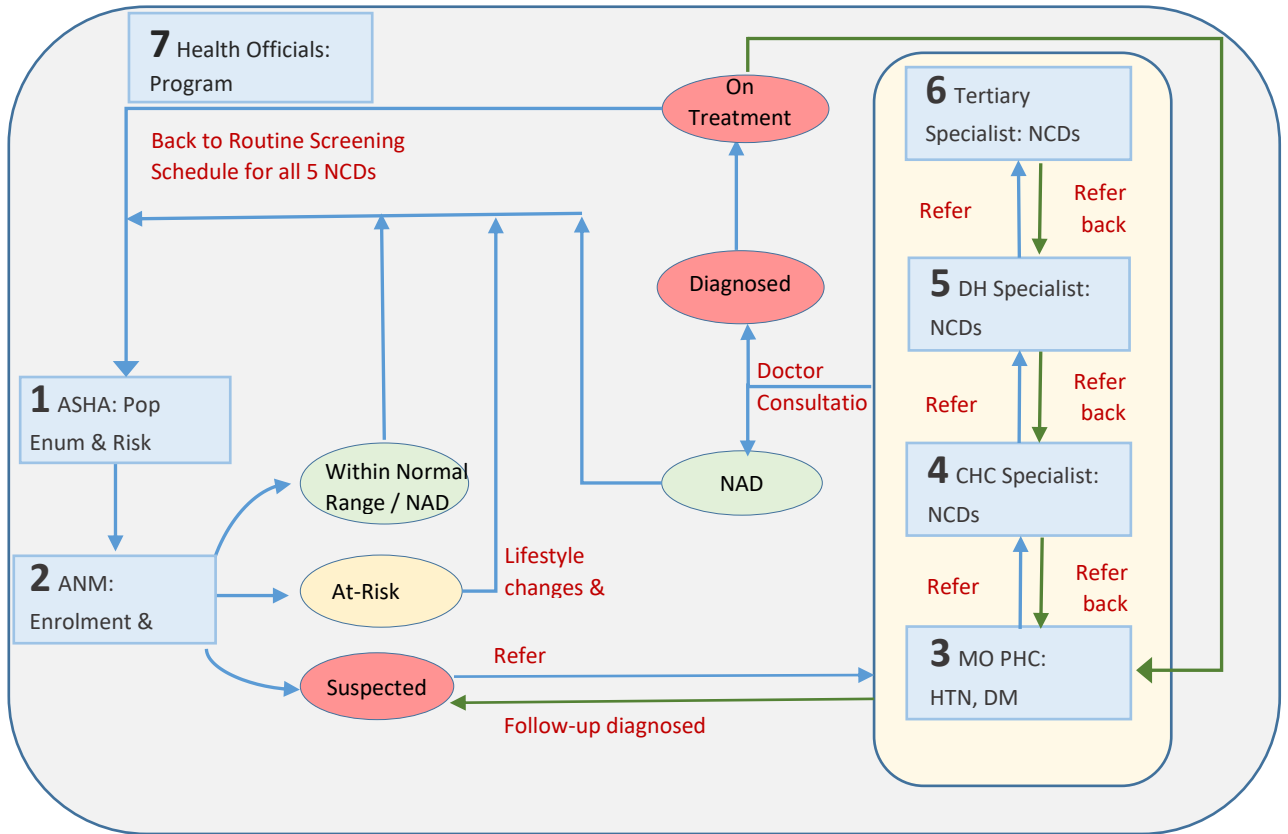 7 Health Officials:
Program
On
Treatment
6 Tertiary
Specialist: NCDs
Back to Routine Screening
Schedule for all 5 NCDs
Refer
Refer
back
Diagnosed
5 DH Specialist:
NCDs
Doctor
Consultatio
Refer
Refer
back
1 ASHA: Pop
Enum & Risk
Within Normal
Range / NAD
NAD
4 CHC Specialist:
NCDs
2 ANM:
Enrolment &
At-Risk
Lifestyle
changes &
Refer
Refer
back
Suspected
Refer
Follow-up diagnosed
3 MO PHC:
HTN, DM